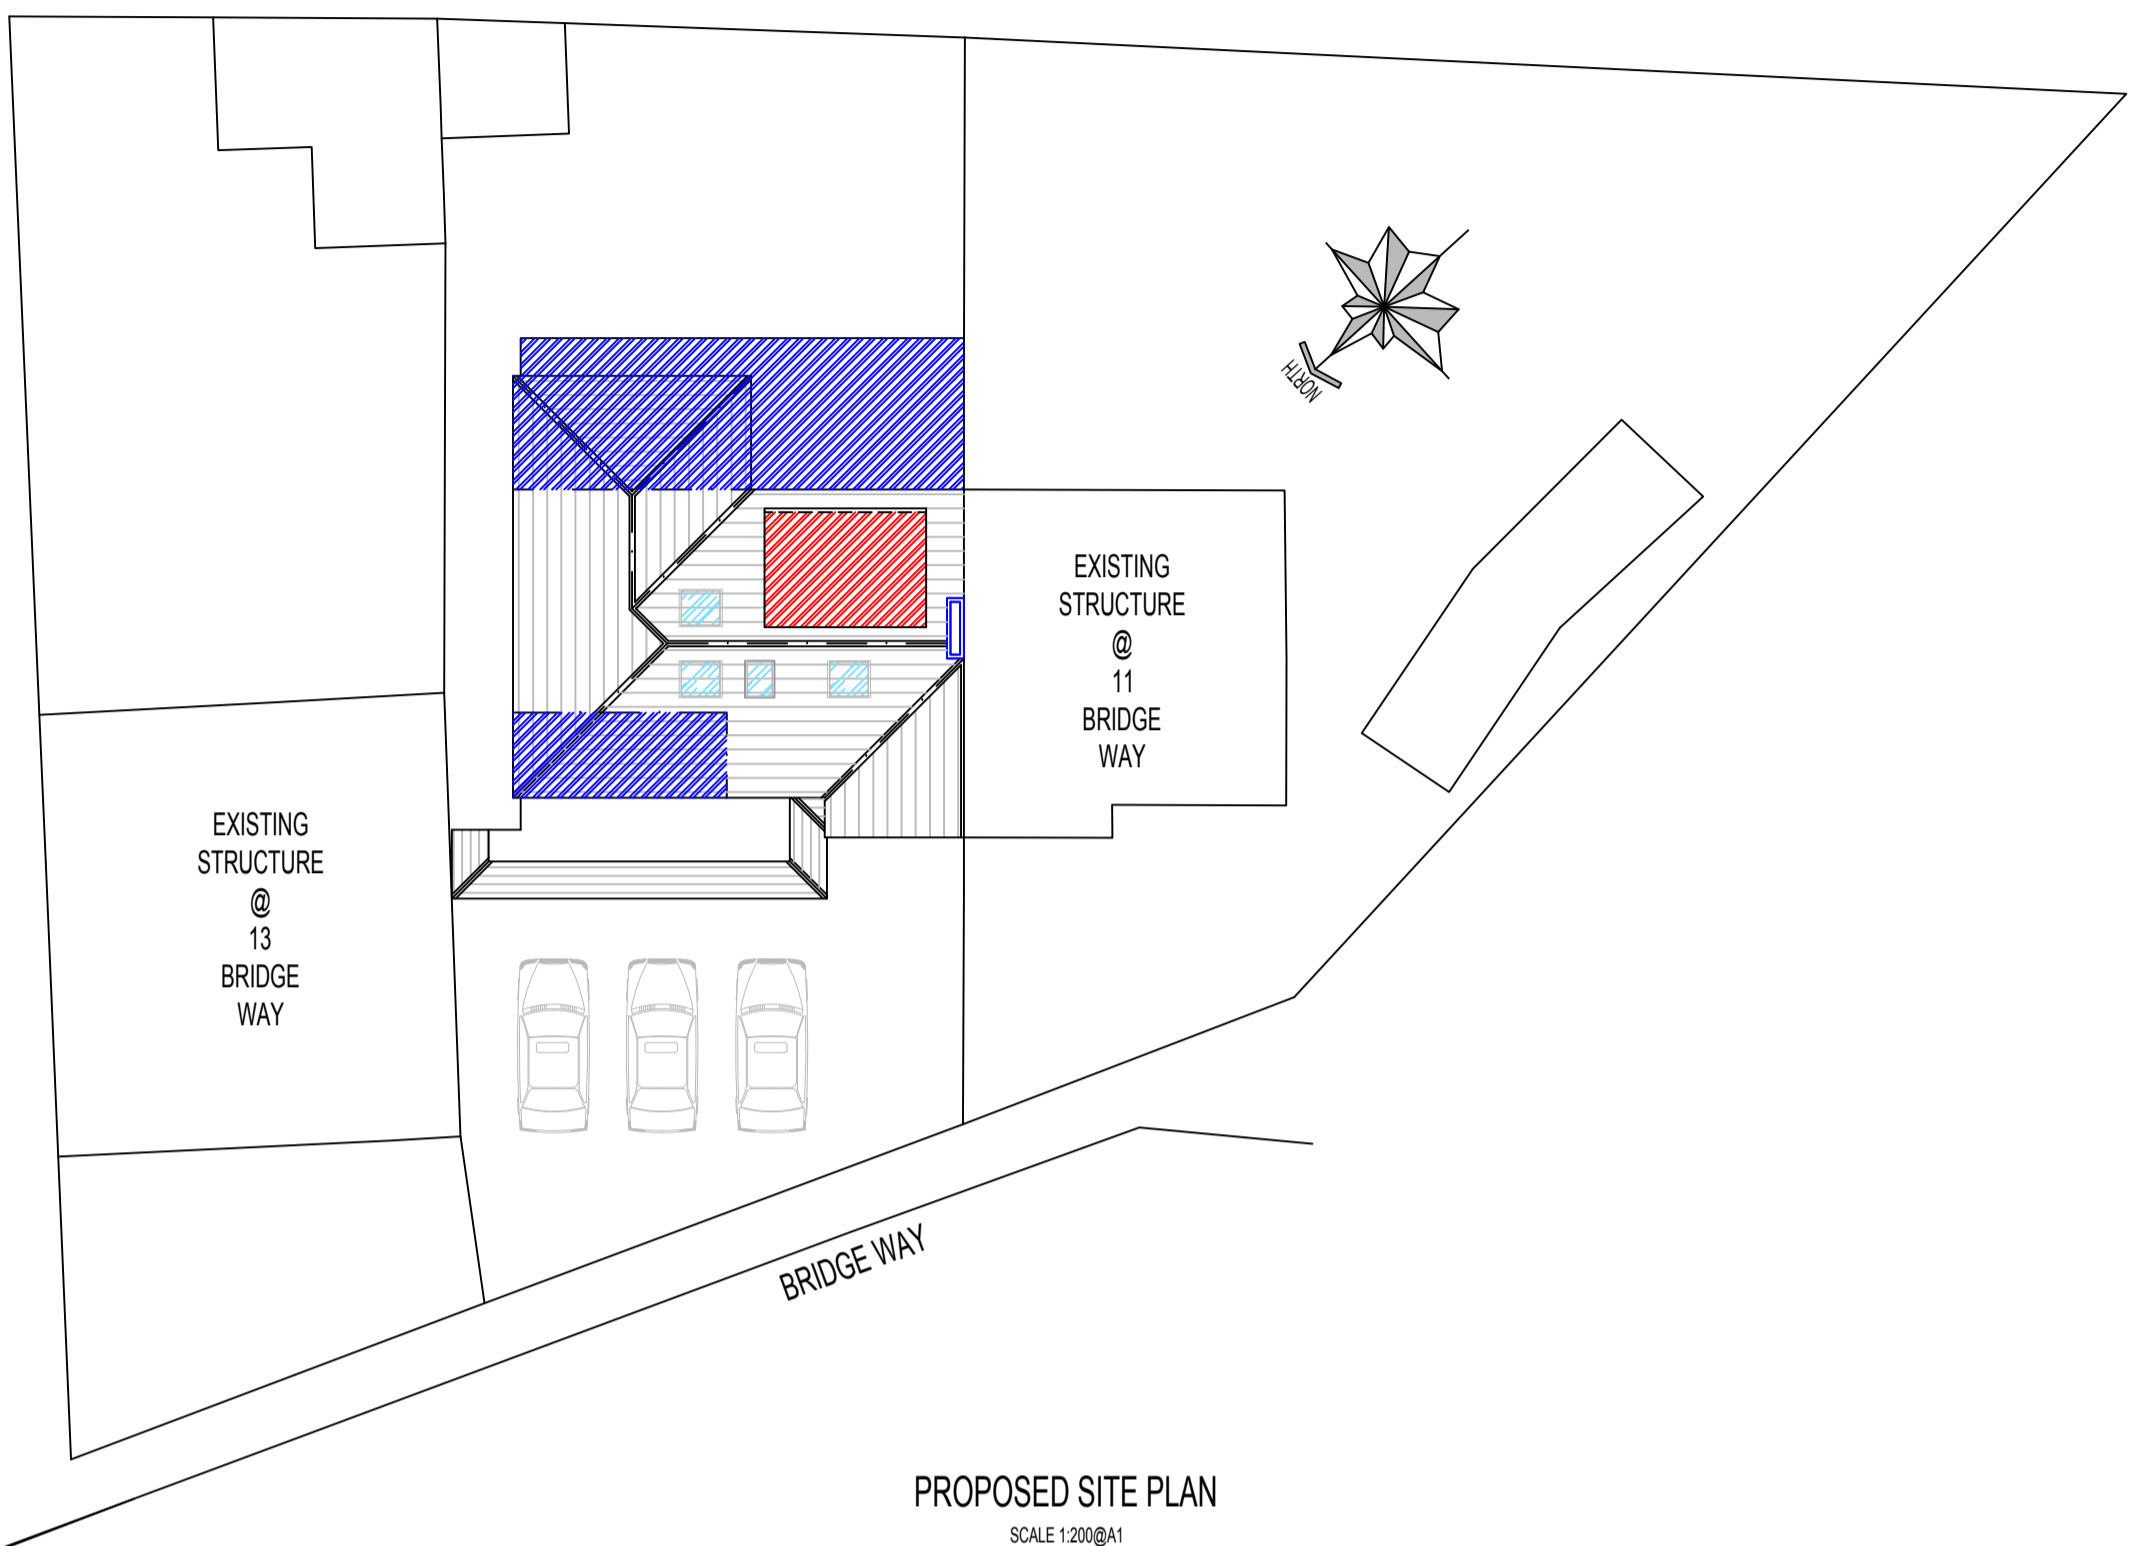 NORTH
EXISTING
STRUCTURE
@
11
BRIDGE
WAY
EXISTING
STRUCTURE
@
13
BRIDGE
WAY
BRIDGE WAY
PROPOSED SITE PLAN
SCALE 1:200@A1